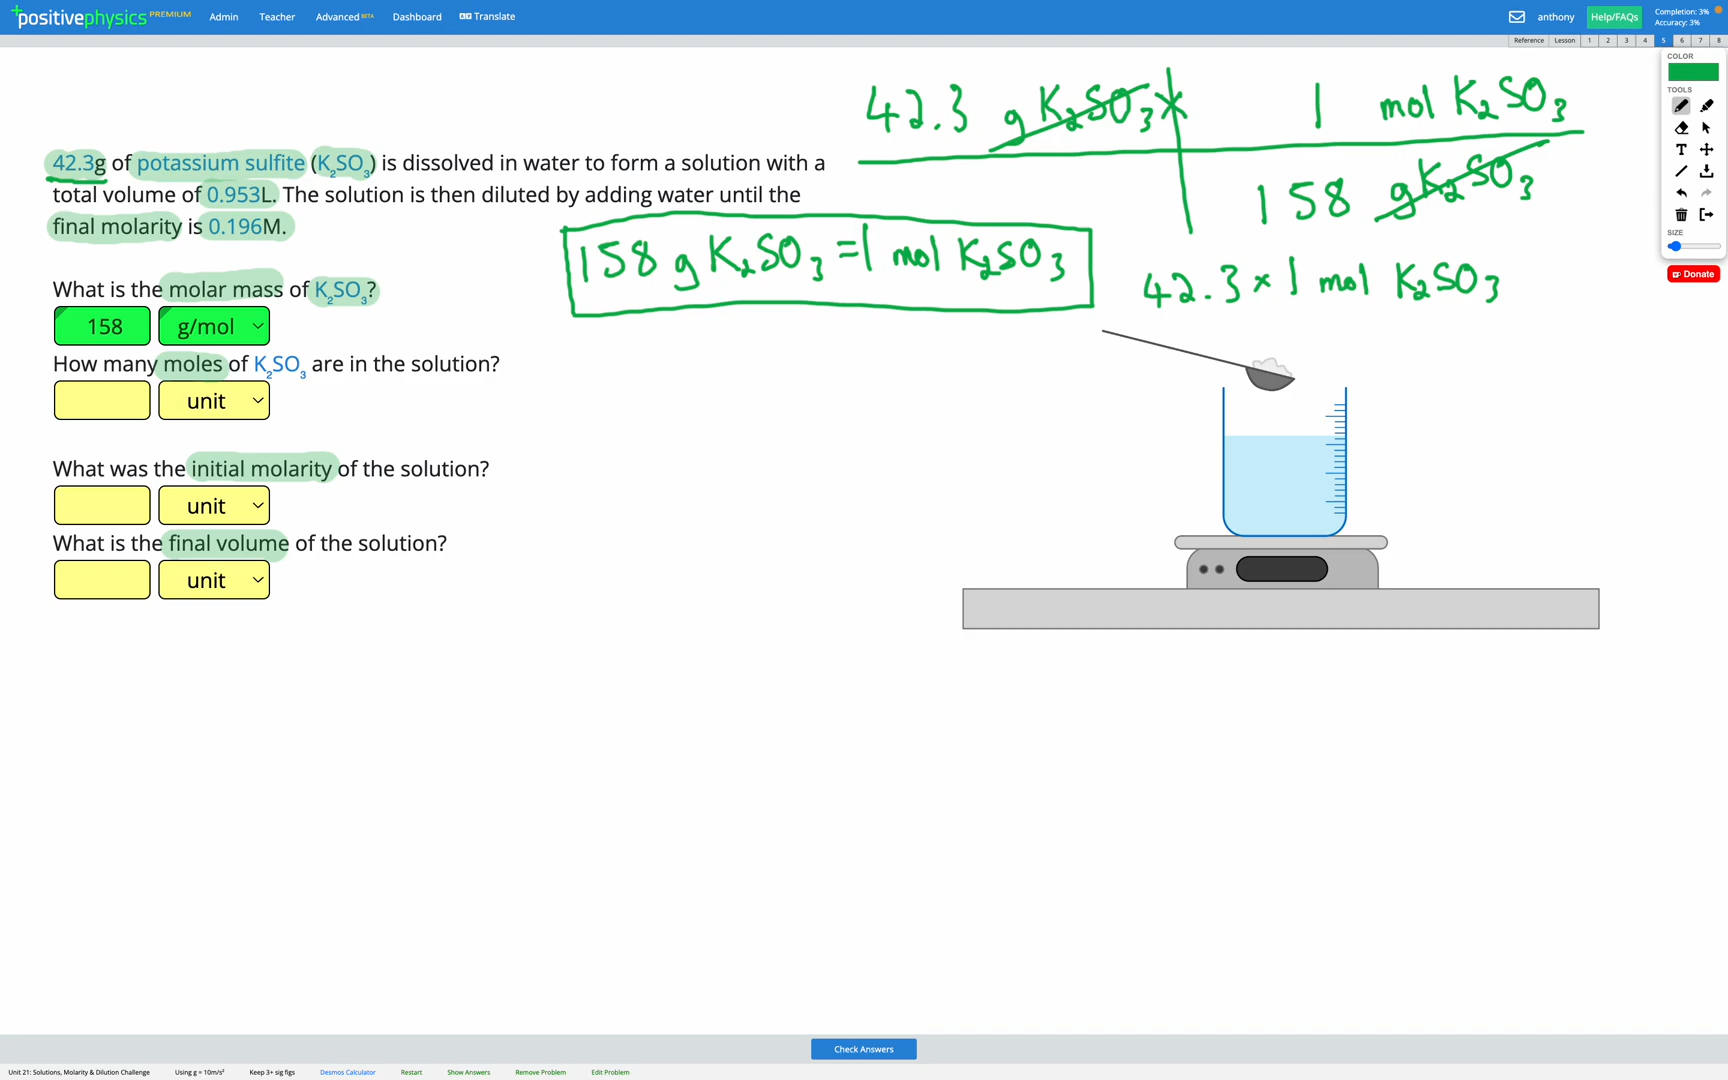 positivephysics PREMIUM Admin Teacher Advanced BETA Dashboard Translate anthony Help/FAQs Completion: 3% Accuracy: 3%
Reference Lesson 1 2 3 4 5 6 7 8
COLOR
TOOLS
T
SIZE
Donate
42.3 g K₂SO₃ * 1 mol K₂SO₃
158 g K₂SO₃
42.3g of potassium sulfite (K₂SO₃) is dissolved in water to form a solution with a
total volume of 0.953L. The solution is then diluted by adding water until the
final molarity is 0.196M.
158 g K₂SO₃ = 1 mol K₂SO₃
42.3 × 1 mol K₂SO₃
What is the molar mass of K₂SO₃?
158 g/mol
How many moles of K₂SO₃ are in the solution?
unit
What was the initial molarity of the solution?
unit
What is the final volume of the solution?
unit
Check Answers
Unit 21: Solutions, Molarity & Dilution Challenge Using g = 10m/s² Keep 3+ sig figs Desmos Calculator Restart Show Answers Remove Problem Edit Problem